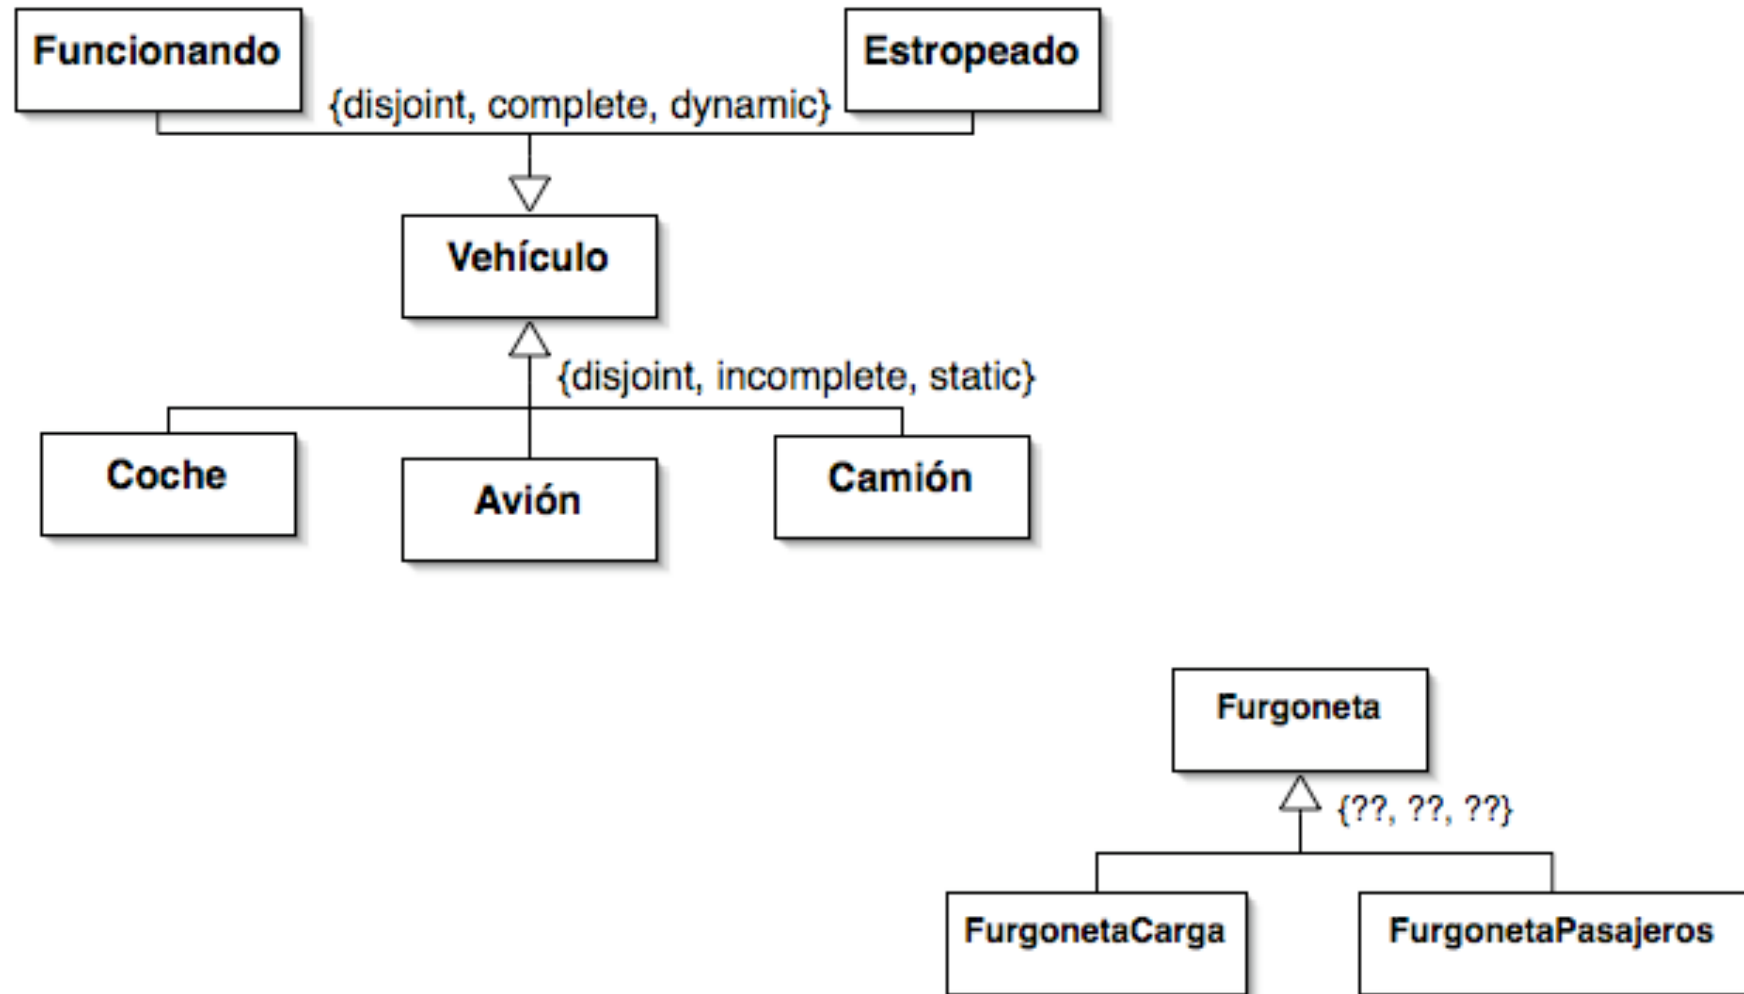 Funcionando
Estropeado
{disjoint, complete, dynamic}
Vehículo
{disjoint, incomplete, static}
Coche
Avión
Camión
Furgoneta
{??, ??, ??}
FurgonetaCarga
FurgonetaPasajeros